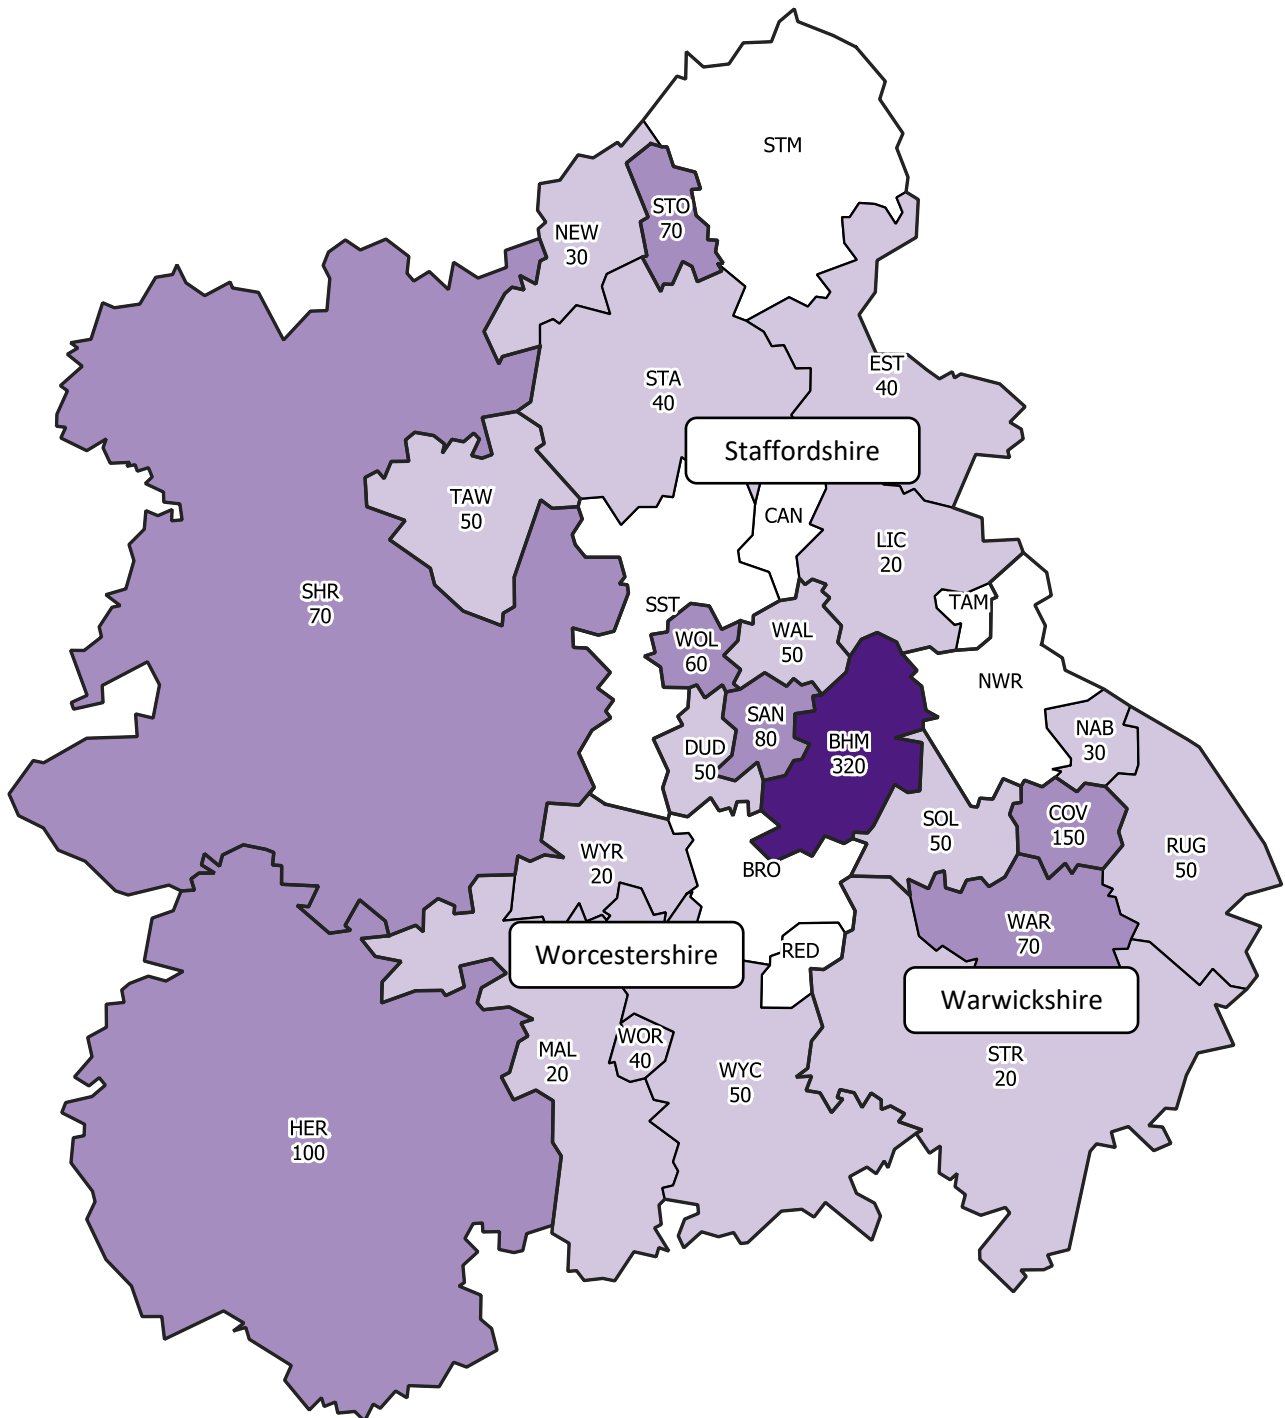 STM
STO
70
NEW
30
STA
40
EST
40
Staffordshire
TAW
50
CAN
LIC
20
SHR
70
SST
TAM
WOL
60
WAL
50
NWR
SAN
80
DUD
50
BHM
320
NAB
30
SOL
50
COV
150
RUG
50
WYR
20
BRO
WAR
70
Worcestershire
RED
Warwickshire
MAL
20
WOR
40
WYC
50
STR
20
HER
100